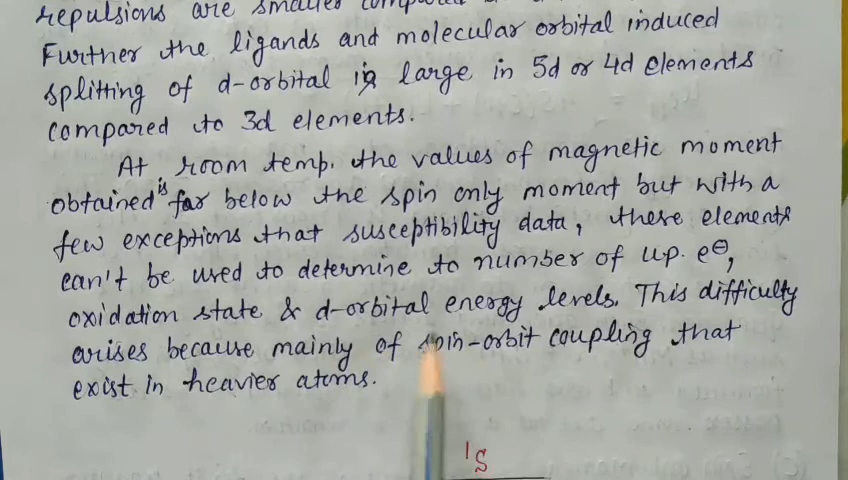 repulsions are smaller compared
Further the ligands and molecular orbital induced
splitting of d-orbital is large in 5d or 4d elements
compared to 3d elements.
At room temp. the values of magnetic moment
obtained is far below the spin only moment but with a
few exceptions that susceptibility data, these elements
can't be used to determine to number of up. e⊖,
oxidation state & d-orbital energy levels. This difficulty
arises because mainly of spin-orbit coupling that
exist in heavier atoms.
¹S